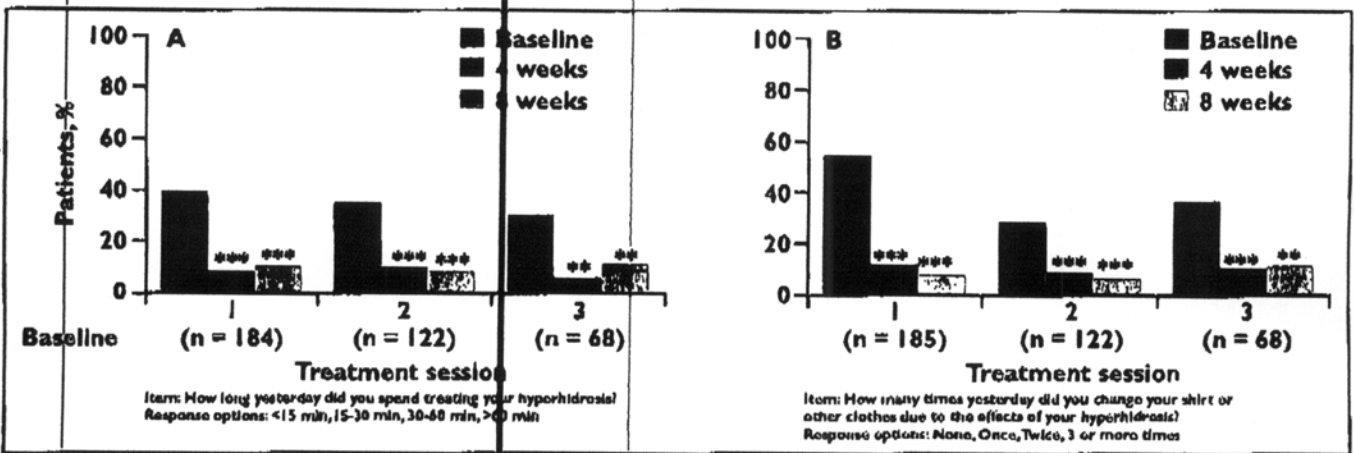 100
A
Baseline
4 weeks
8 weeks
80
60
40
20
0
Patients, %
*** *** *** *** ** **
1 2 3
Baseline (n = 184) (n = 122) (n = 68)
Treatment session
Item: How long yesterday did you spend treating your hyperhidrosis?
Response options: <15 min, 15-30 min, 30-60 min, >60 min
100
B
Baseline
4 weeks
8 weeks
80
60
40
20
0
*** *** *** *** *** **
1 2 3
(n = 185) (n = 122) (n = 68)
Treatment session
Item: How many times yesterday did you change your shirt or
other clothes due to the effects of your hyperhidrosis?
Response options: None, Once, Twice, 3 or more times